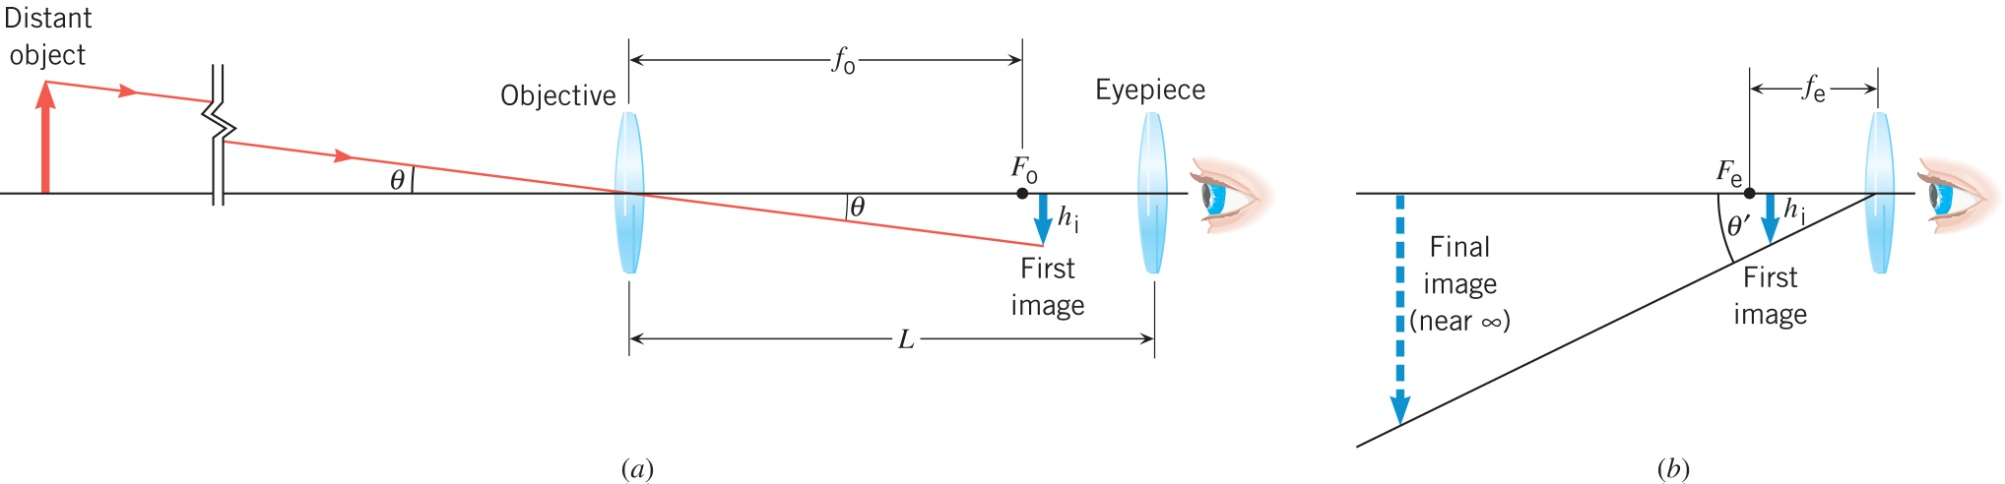 Distant
object
Objective
fo
Eyepiece
θ
θ
Fo
hi
First
image
L
(a)
fe
Fe
θ′
hi
Final
image
(near ∞)
First
image
(b)